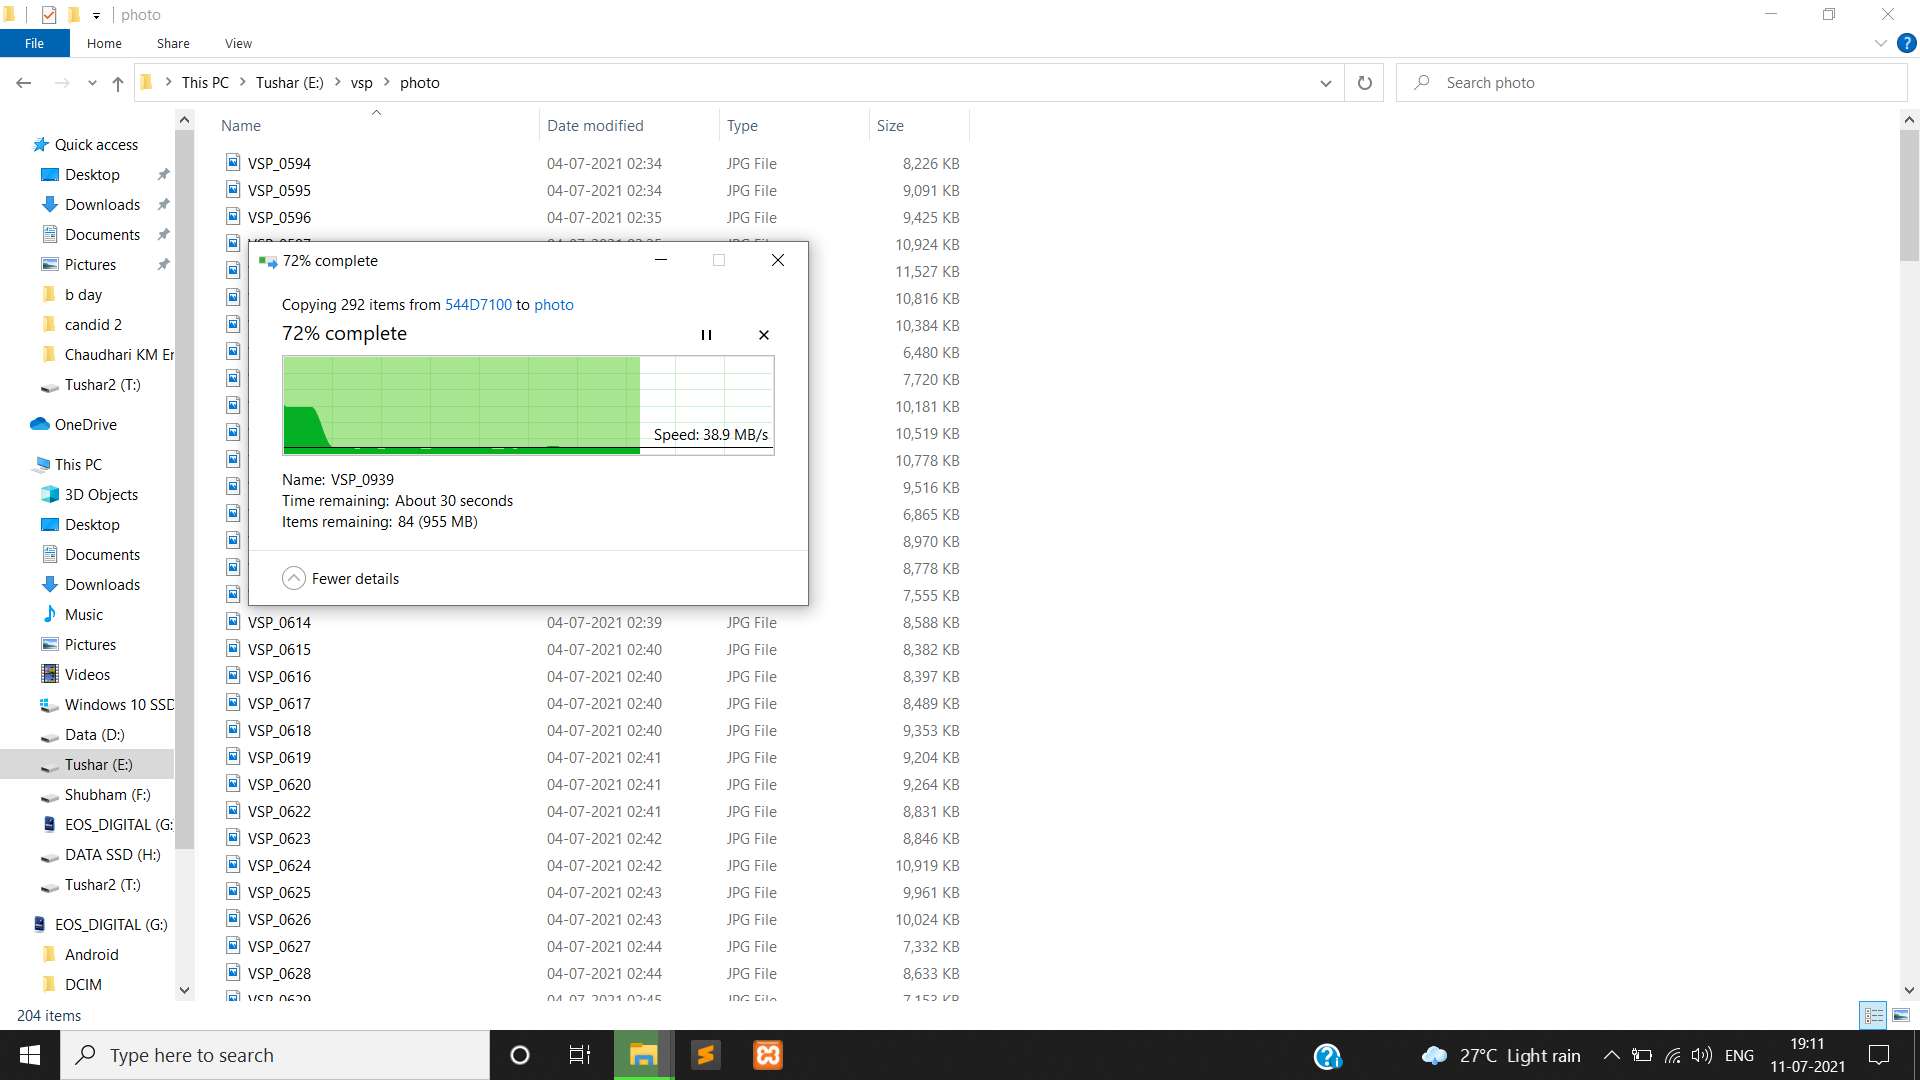 photo
File Home Share View
This PC Tushar (E:) vsp photo Search photo
Name Date modified Type Size
Quick access
Desktop
Downloads
Documents
Pictures
b day
candid 2
Chaudhari KM Er
Tushar2 (T:)
OneDrive
This PC
3D Objects
Desktop
Documents
Downloads
Music
Pictures
Videos
Windows 10 SSD
Data (D:)
Tushar (E:)
Shubham (F:)
EOS_DIGITAL (G:
DATA SSD (H:)
Tushar2 (T:)
EOS_DIGITAL (G:)
Android
DCIM
VSP_0594 04-07-2021 02:34 JPG File 8,226 KB
VSP_0595 04-07-2021 02:34 JPG File 9,091 KB
VSP_0596 04-07-2021 02:35 JPG File 9,425 KB
10,924 KB
11,527 KB
10,816 KB
10,384 KB
6,480 KB
7,720 KB
10,181 KB
10,519 KB
10,778 KB
9,516 KB
6,865 KB
8,970 KB
8,778 KB
7,555 KB
72% complete
Copying 292 items from 544D7100 to photo
72% complete
Speed: 38.9 MB/s
Name: VSP_0939
Time remaining: About 30 seconds
Items remaining: 84 (955 MB)
Fewer details
VSP_0614 04-07-2021 02:39 JPG File 8,588 KB
VSP_0615 04-07-2021 02:40 JPG File 8,382 KB
VSP_0616 04-07-2021 02:40 JPG File 8,397 KB
VSP_0617 04-07-2021 02:40 JPG File 8,489 KB
VSP_0618 04-07-2021 02:40 JPG File 9,353 KB
VSP_0619 04-07-2021 02:41 JPG File 9,204 KB
VSP_0620 04-07-2021 02:41 JPG File 9,264 KB
VSP_0622 04-07-2021 02:41 JPG File 8,831 KB
VSP_0623 04-07-2021 02:42 JPG File 8,846 KB
VSP_0624 04-07-2021 02:42 JPG File 10,919 KB
VSP_0625 04-07-2021 02:43 JPG File 9,961 KB
VSP_0626 04-07-2021 02:43 JPG File 10,024 KB
VSP_0627 04-07-2021 02:44 JPG File 7,332 KB
VSP_0628 04-07-2021 02:44 JPG File 8,633 KB
VSP_0629 04-07-2021 02:45 JPG File 7,153 KB
204 items
Type here to search
27°C Light rain ENG
19:11
11-07-2021